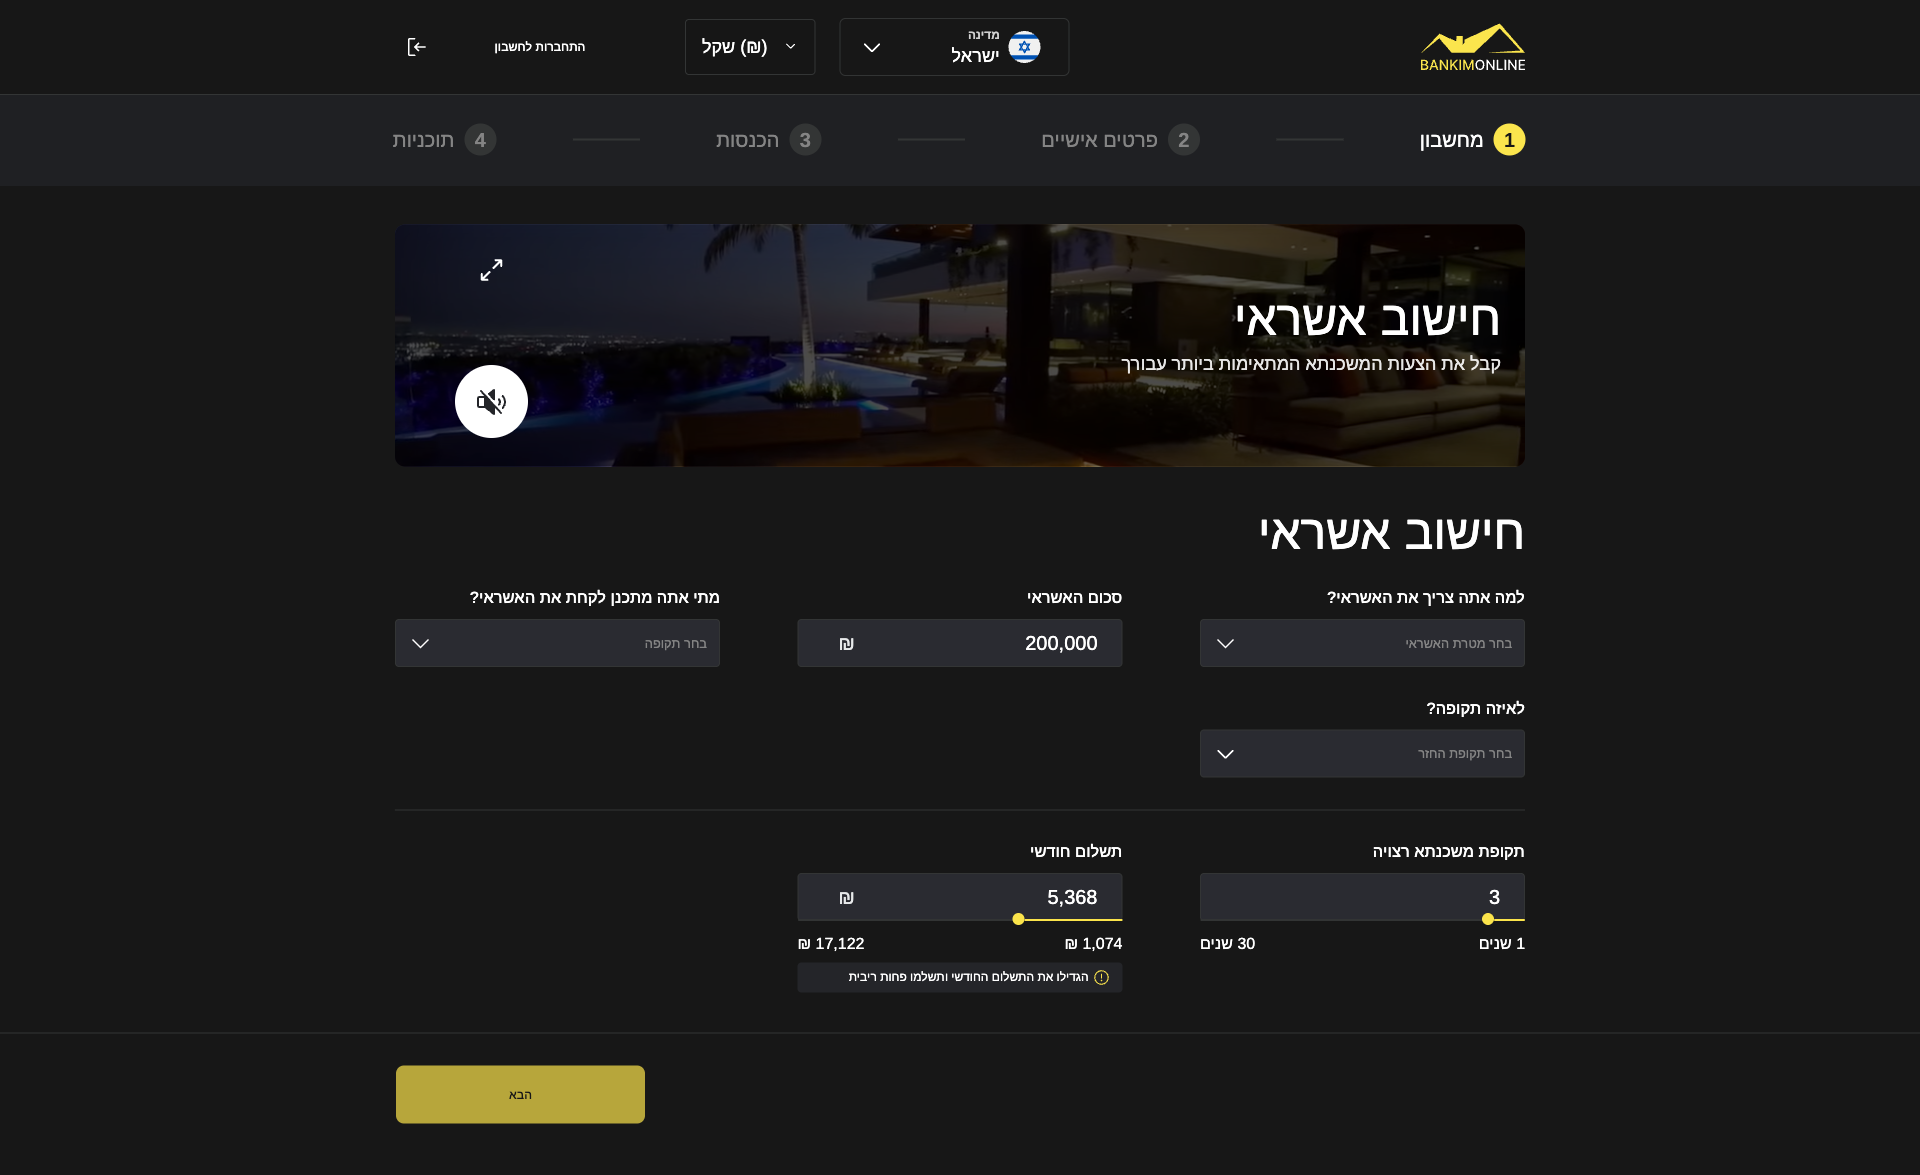 BANKIMONLINE
מדינה
ישראל
(₪) שקל
התחברות לחשבון
1 מחשבון
2 פרטים אישיים
3 הכנסות
4 תוכניות
חישוב אשראי
קבל את הצעות המשכנתא המתאימות ביותר עבורך
חישוב אשראי
למה אתה צריך את האשראי?
בחר מטרת האשראי
סכום האשראי
200,000 ₪
מתי אתה מתכנן לקחת את האשראי?
בחר תקופה
לאיזה תקופה?
בחר תקופת החזר
תקופת משכנתא רצויה
3
1 שנים
30 שנים
תשלום חודשי
5,368 ₪
1,074 ₪
17,122 ₪
הגדילו את התשלום החודשי ותשלמו פחות ריבית
הבא